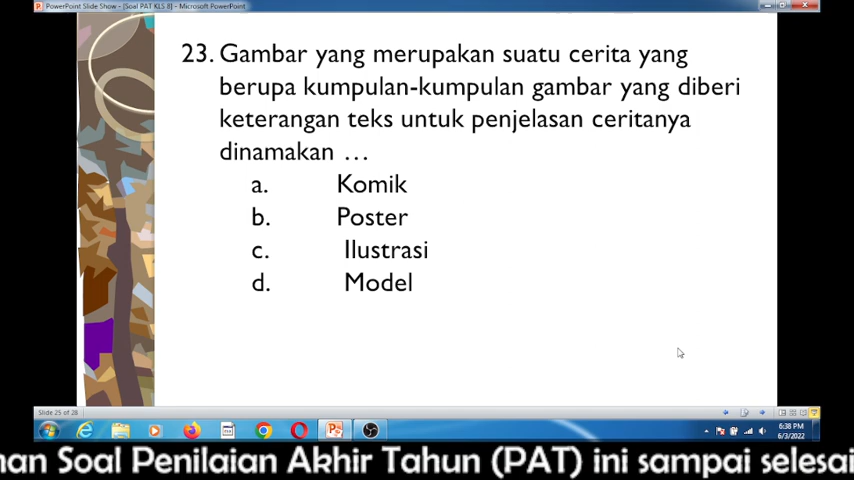 PowerPoint Slide Show - [Soal PAT KLS 8] - Microsoft PowerPoint
23. Gambar yang merupakan suatu cerita yang
berupa kumpulan-kumpulan gambar yang diberi
keterangan teks untuk penjelasan ceritanya
dinamakan …
a. Komik
b. Poster
c. Ilustrasi
d. Model
Slide 25 of 28
6:38 PM
6/3/2022
nan Soal Penilaian Akhir Tahun (PAT) ini sampai selesai